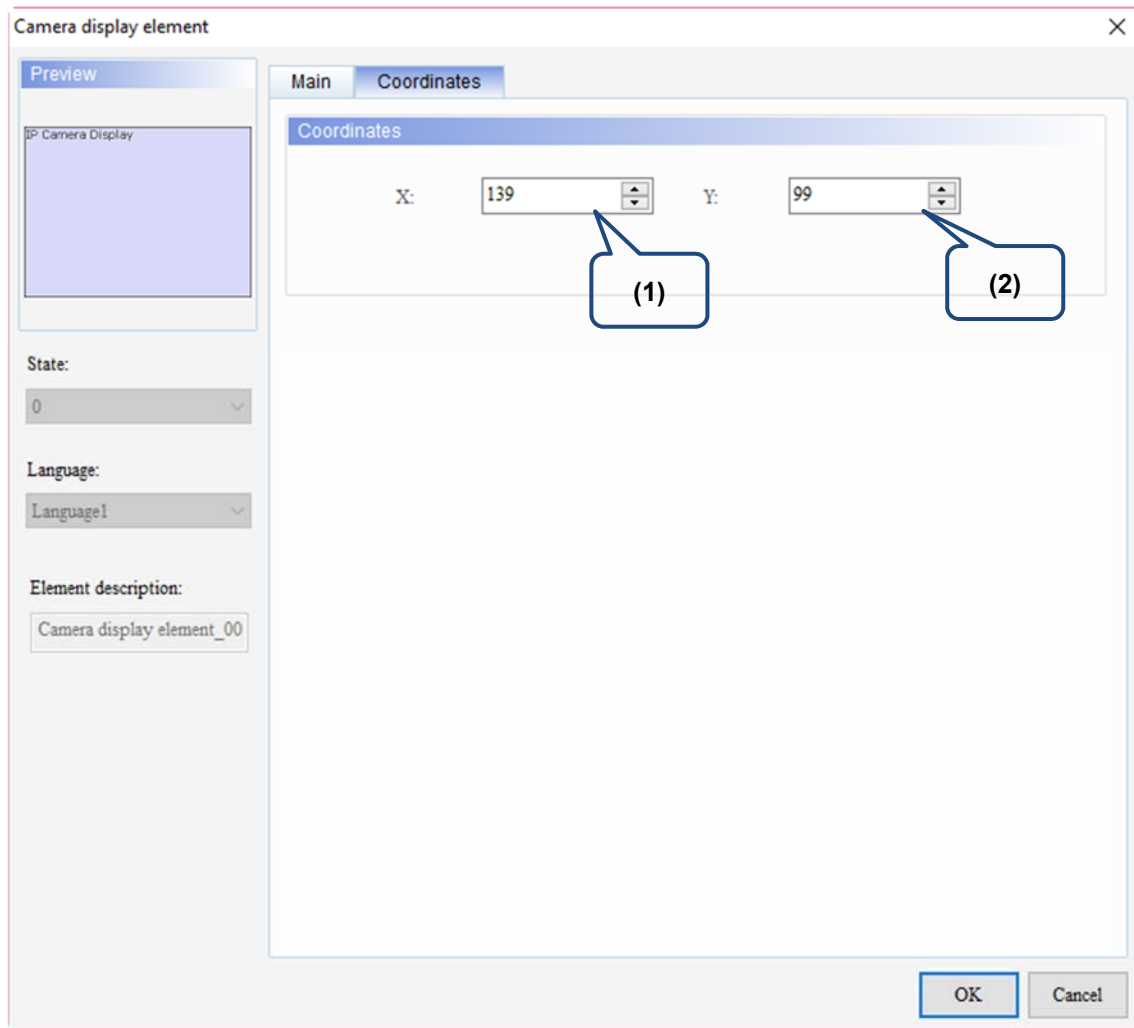 Camera display element
Preview
IP Camera Display
State:
0
Language:
Language1
Element description:
Camera display element_00
Main Coordinates
Coordinates
X: 139 Y: 99
(1) (2)
OK Cancel